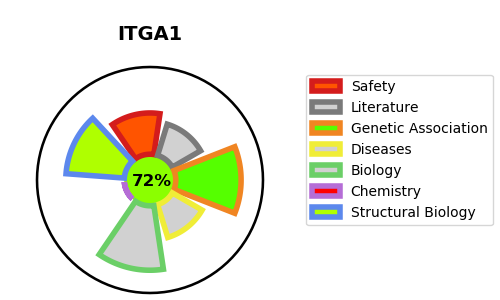 ITGA1
72%
Safety
Literature
Genetic Association
Diseases
Biology
Chemistry
Structural Biology